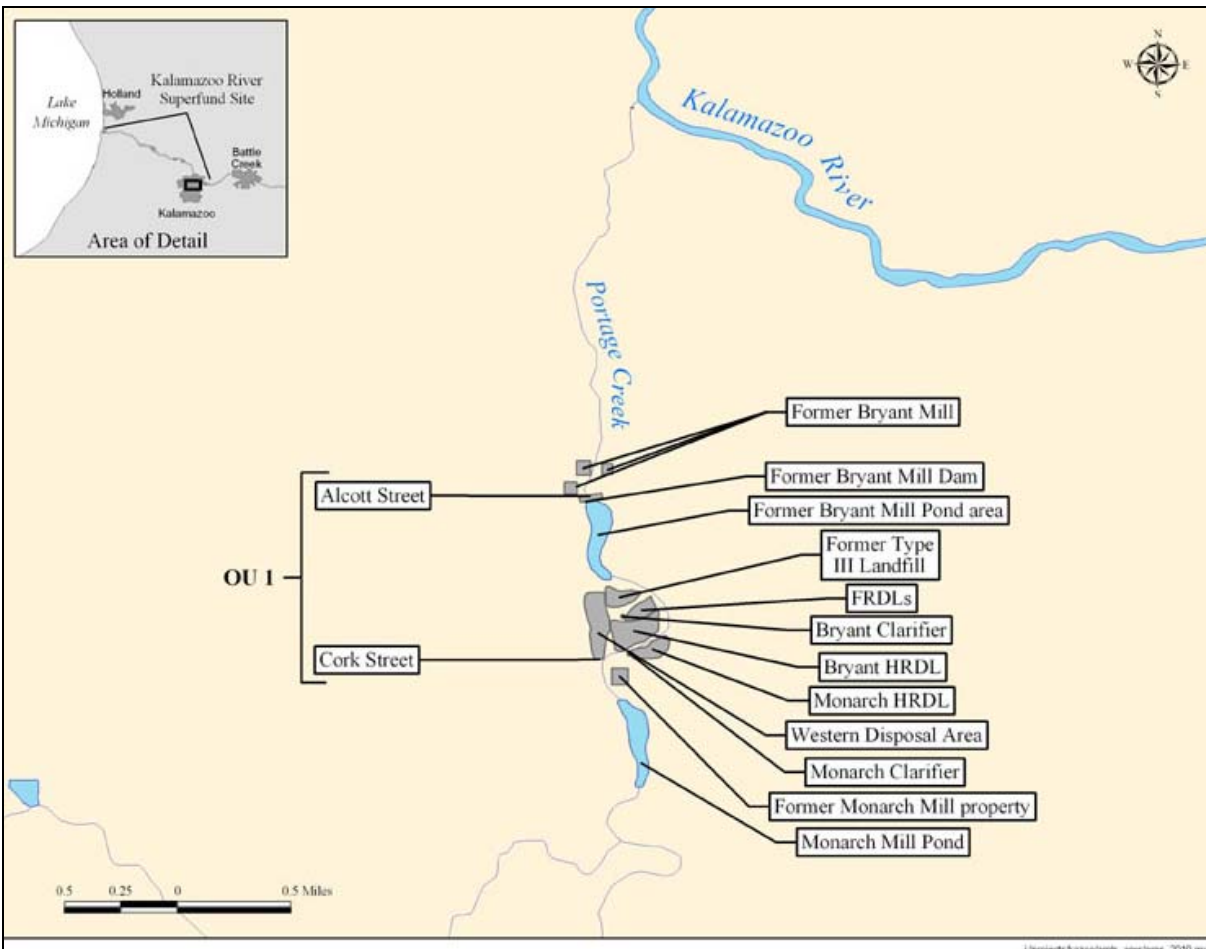 Lake
Michigan
Holland
Kalamazoo River
Superfund Site
Battle
Creek
Kalamazoo
Area of Detail
N
W
E
S
Kalamazoo River
Portage Creek
Former Bryant Mill
Former Bryant Mill Dam
Alcott Street
Former Bryant Mill Pond area
Former Type
III Landfill
OU 1
FRDLs
Bryant Clarifier
Cork Street
Bryant HRDL
Monarch HRDL
Western Disposal Area
Monarch Clarifier
Former Monarch Mill property
Monarch Mill Pond
0.5 0.25 0 0.5 Miles